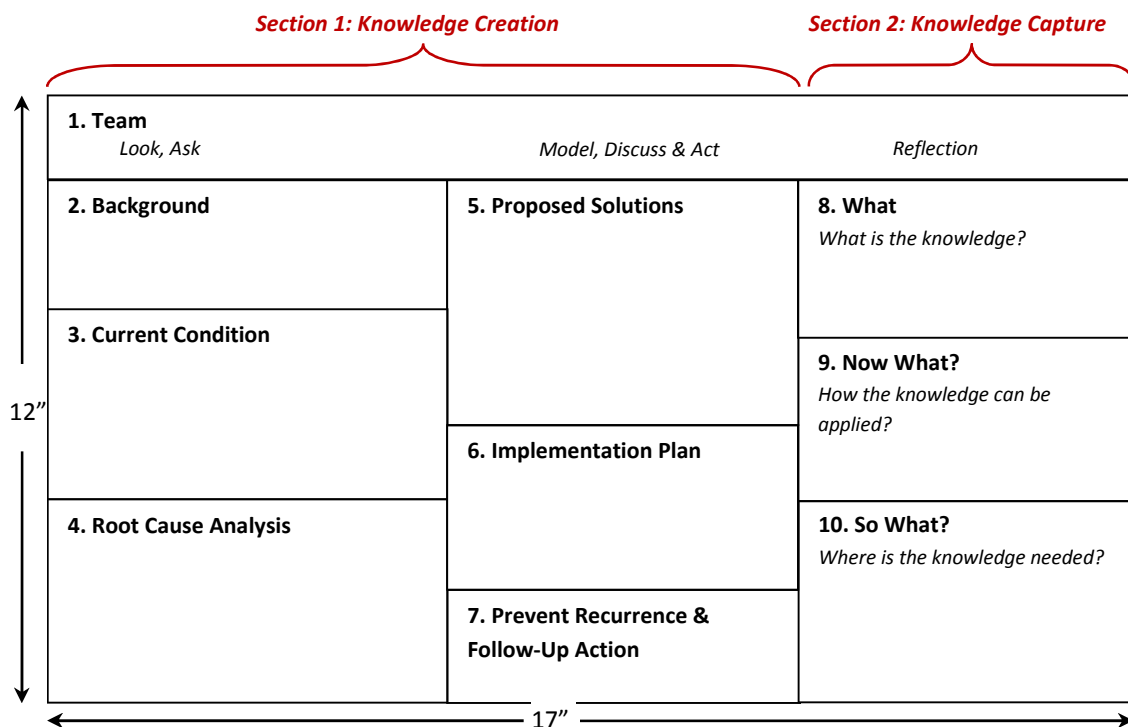 Section 1: Knowledge Creation
Section 2: Knowledge Capture
1. Team
Look, Ask
Model, Discuss & Act
Reflection
2. Background
3. Current Condition
4. Root Cause Analysis
5. Proposed Solutions
6. Implementation Plan
7. Prevent Recurrence &
Follow-Up Action
8. What
What is the knowledge?
9. Now What?
How the knowledge can be
applied?
10. So What?
Where is the knowledge needed?
12”
17”